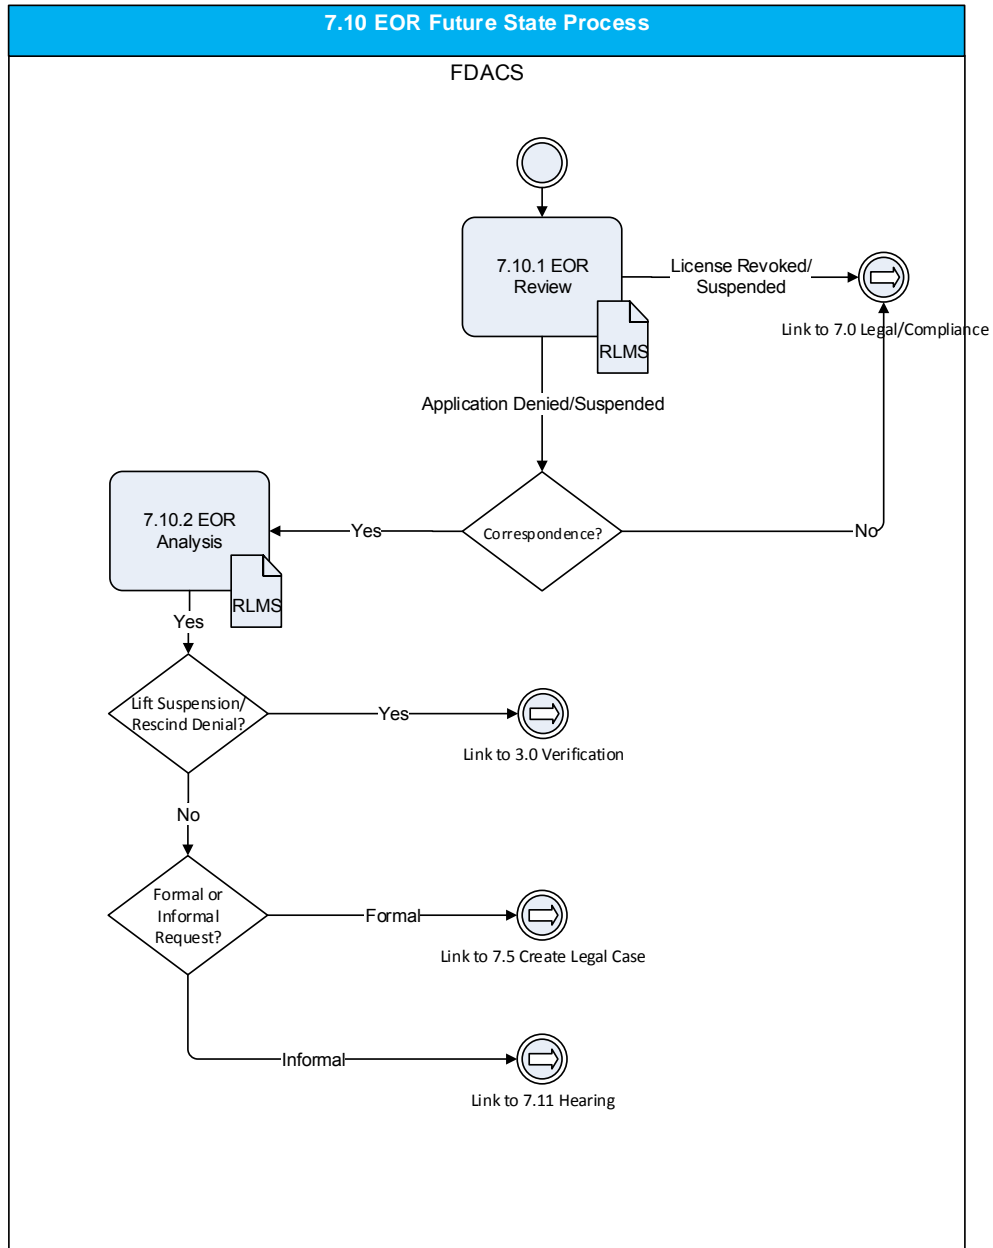 7.10 EOR Future State Process
FDACS
7.10.1 EOR
Review
RLMS
License Revoked/
Suspended
Link to 7.0 Legal/Compliance
Application Denied/Suspended
Correspondence?
Yes
No
7.10.2 EOR
Analysis
RLMS
Yes
Lift Suspension/
Rescind Denial?
Yes
Link to 3.0 Verification
No
Formal or
Informal
Request?
Formal
Link to 7.5 Create Legal Case
Informal
Link to 7.11 Hearing